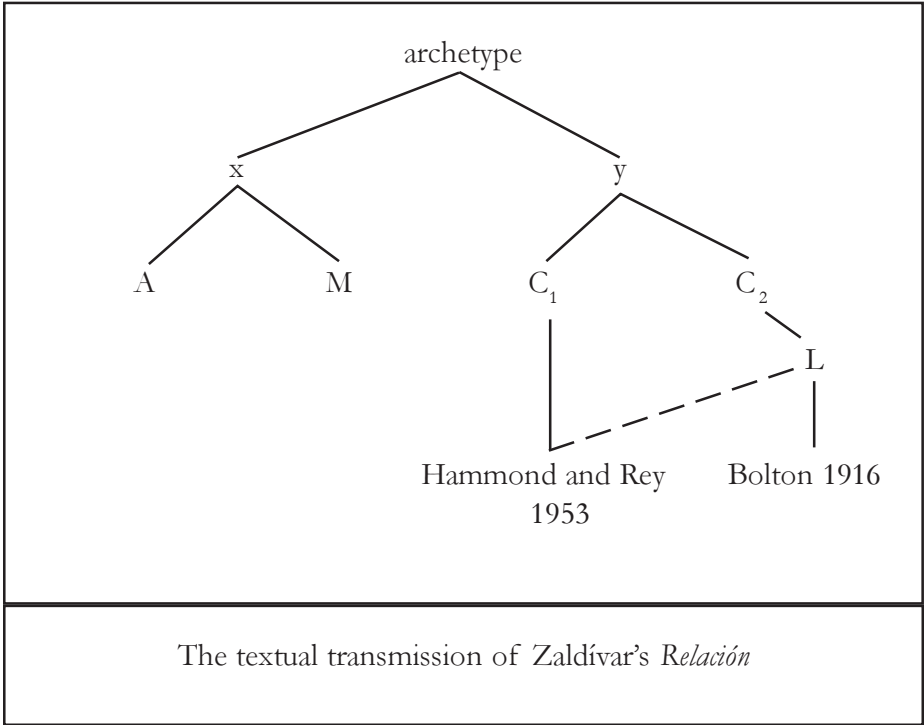 archetype
x
y
A
M
C₁
C₂
L
Hammond and Rey
1953
Bolton 1916
The textual transmission of Zaldívar's Relación